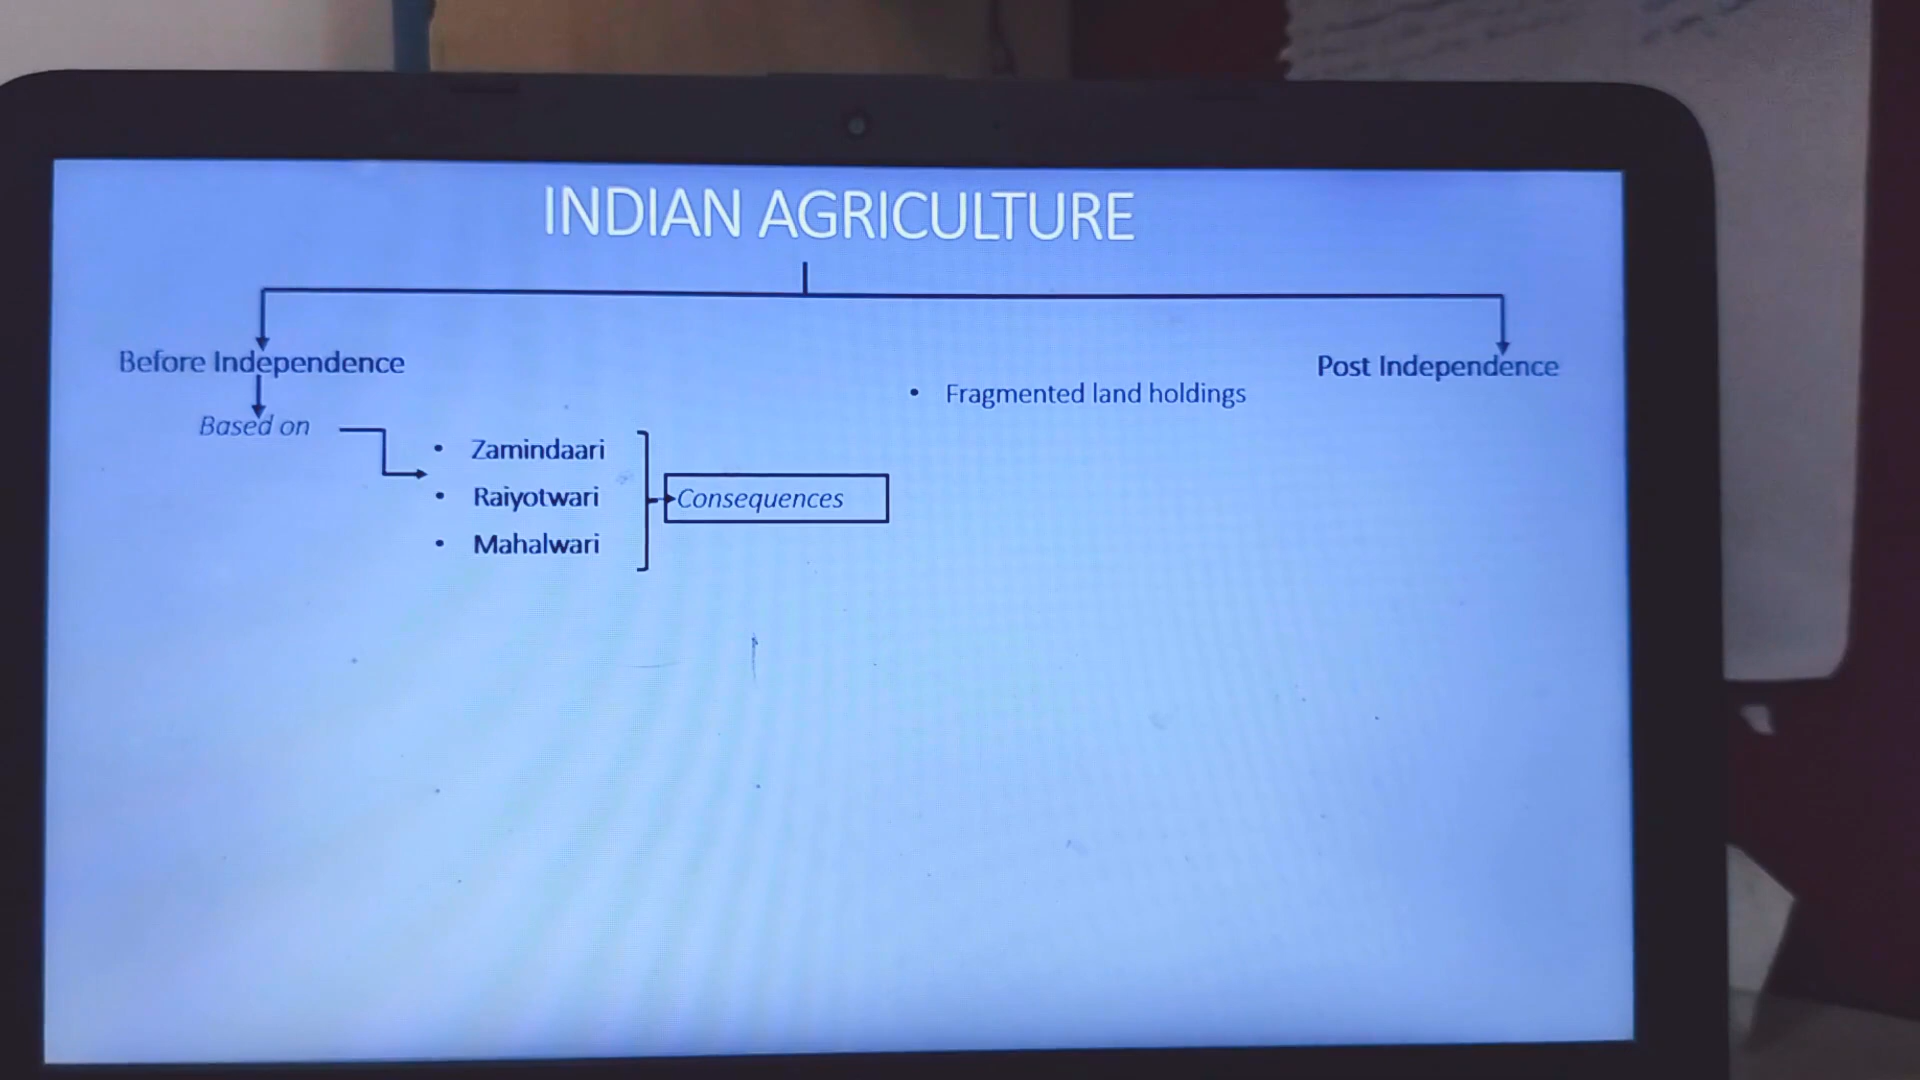 INDIAN AGRICULTURE
Before Independence
Post Independence
• Fragmented land holdings
Based on
• Zamindaari
• Raiyotwari
• Mahalwari
Consequences